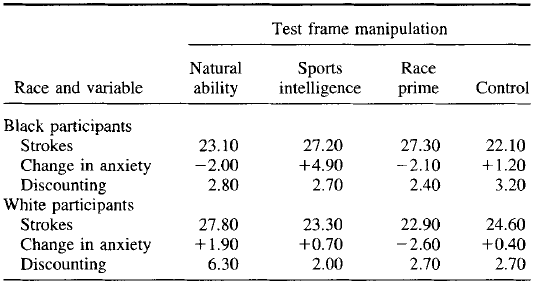 Test frame manipulation
Natural Sports Race
Race and variable ability intelligence prime Control
Black participants
Strokes 23.10 27.20 27.30 22.10
Change in anxiety −2.00 +4.90 −2.10 +1.20
Discounting 2.80 2.70 2.40 3.20
White participants
Strokes 27.80 23.30 22.90 24.60
Change in anxiety +1.90 +0.70 −2.60 +0.40
Discounting 6.30 2.00 2.70 2.70